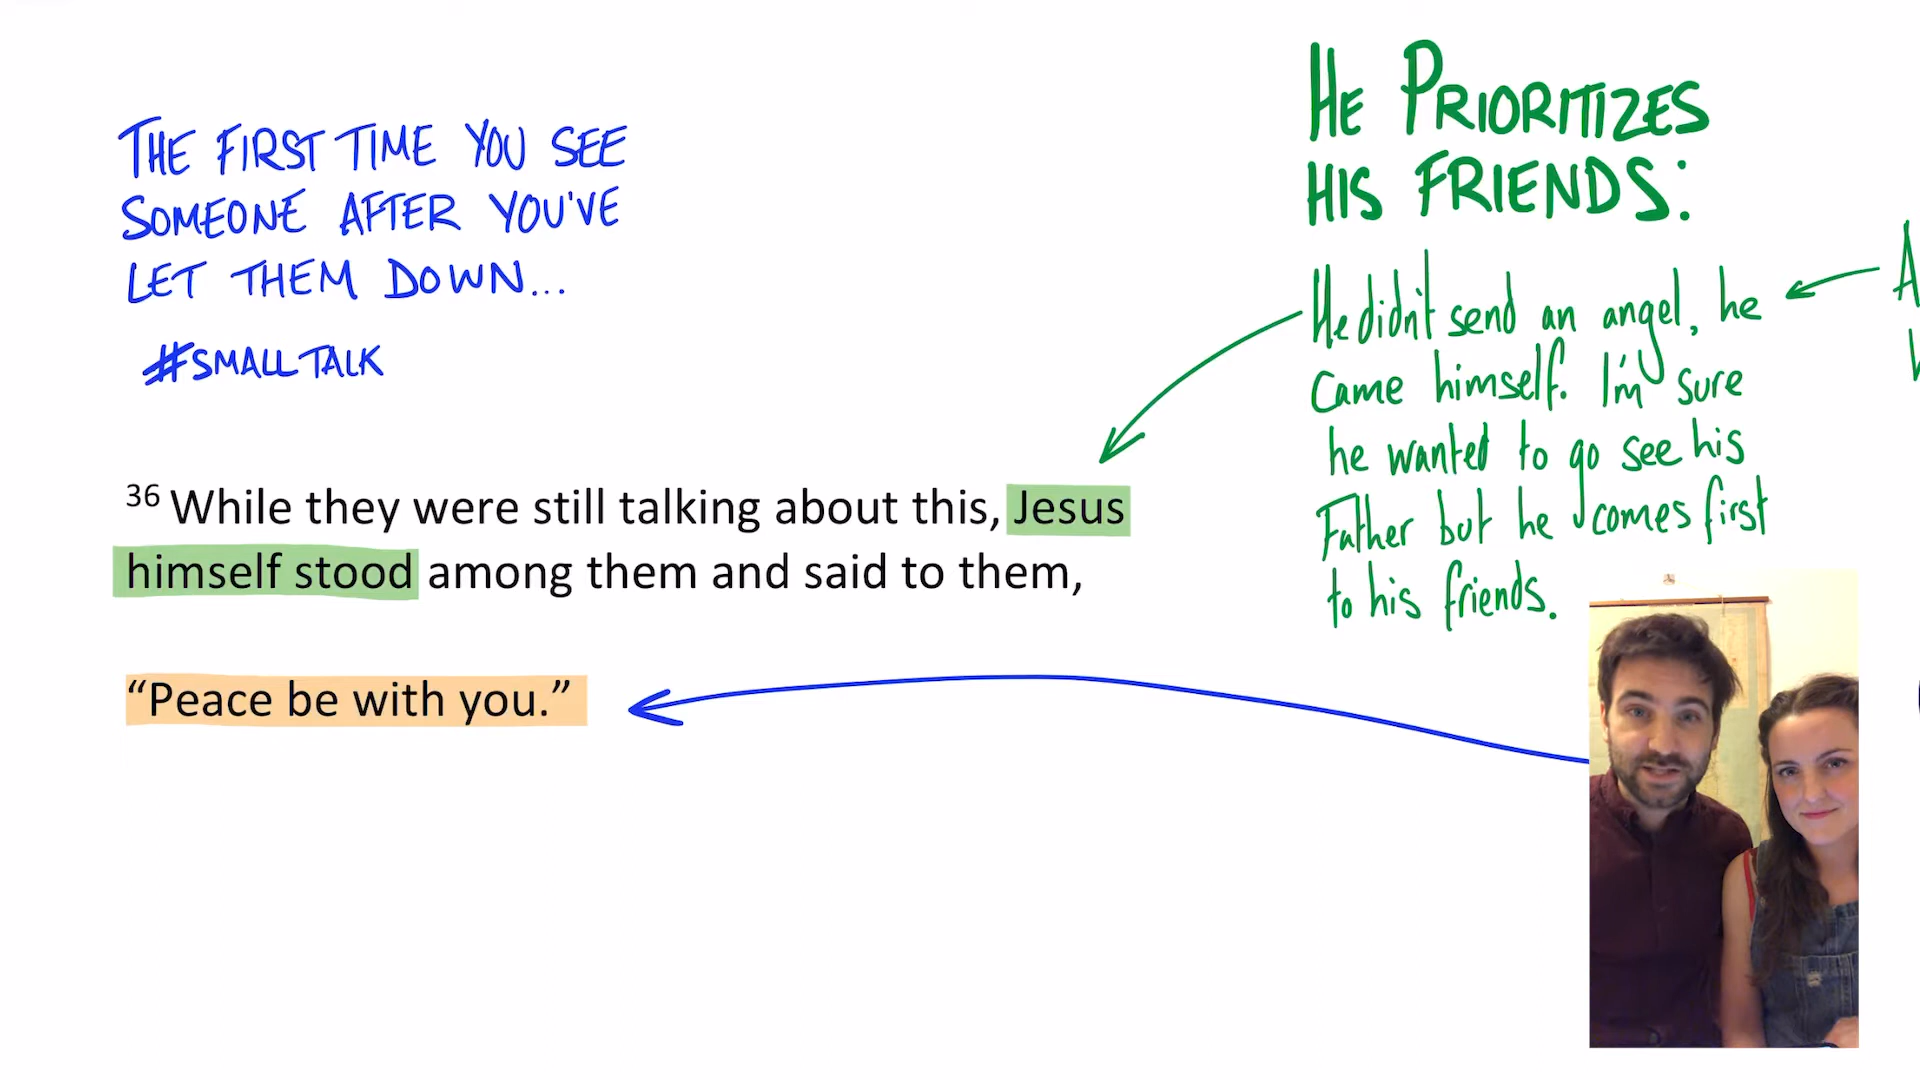 THE FIRST TIME YOU SEE
SOMEONE AFTER YOU'VE
LET THEM DOWN...
#SMALLTALK
36 While they were still talking about this, Jesus
himself stood among them and said to them,
“Peace be with you.”
HE PRIORITIZES
HIS FRIENDS:
He didn't send an angel, he
came himself. I'm sure
he wanted to go see his
Father but he comes first
to his friends.